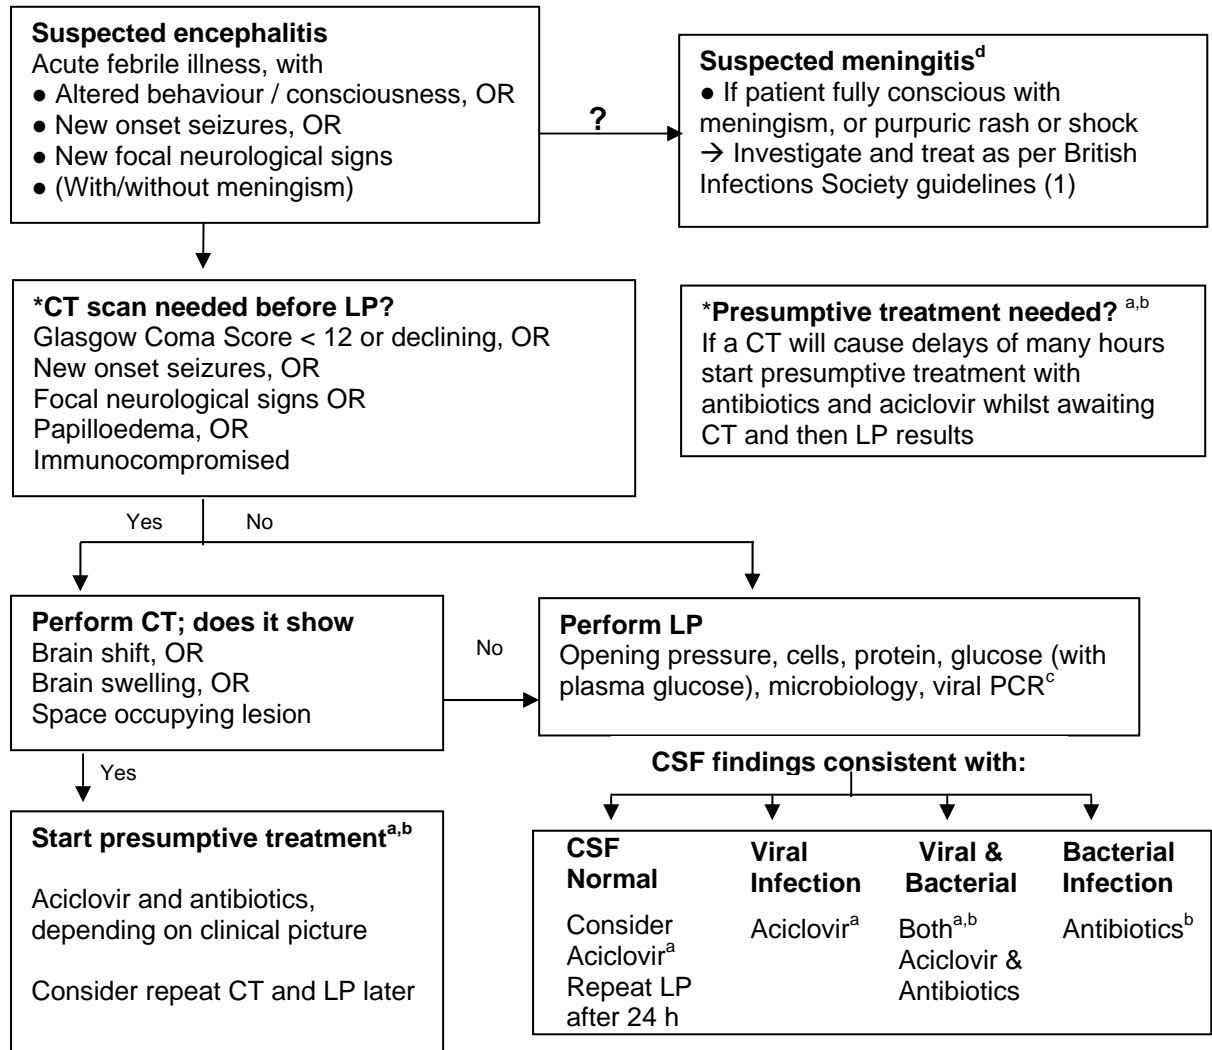 Suspected encephalitis
Acute febrile illness, with
● Altered behaviour / consciousness, OR
● New onset seizures, OR
● New focal neurological signs
● (With/without meningism)
?
Suspected meningitisᵈ
● If patient fully conscious with
meningism, or purpuric rash or shock
→ Investigate and treat as per British
Infections Society guidelines (1)
*CT scan needed before LP?
Glasgow Coma Score < 12 or declining, OR
New onset seizures, OR
Focal neurological signs OR
Papilloedema, OR
Immunocompromised
*Presumptive treatment needed? ᵃ,ᵇ
If a CT will cause delays of many hours
start presumptive treatment with
antibiotics and aciclovir whilst awaiting
CT and then LP results
Yes
No
Perform CT; does it show
Brain shift, OR
Brain swelling, OR
Space occupying lesion
No
Perform LP
Opening pressure, cells, protein, glucose (with
plasma glucose), microbiology, viral PCRᶜ
Yes
CSF findings consistent with:
Start presumptive treatmentᵃ,ᵇ
Aciclovir and antibiotics,
depending on clinical picture
Consider repeat CT and LP later
CSF
Normal
Consider
Aciclovirᵃ
Repeat LP
after 24 h
Viral
Infection
Aciclovirᵃ
Viral &
Bacterial
Bothᵃ,ᵇ
Aciclovir &
Antibiotics
Bacterial
Infection
Antibioticsᵇ